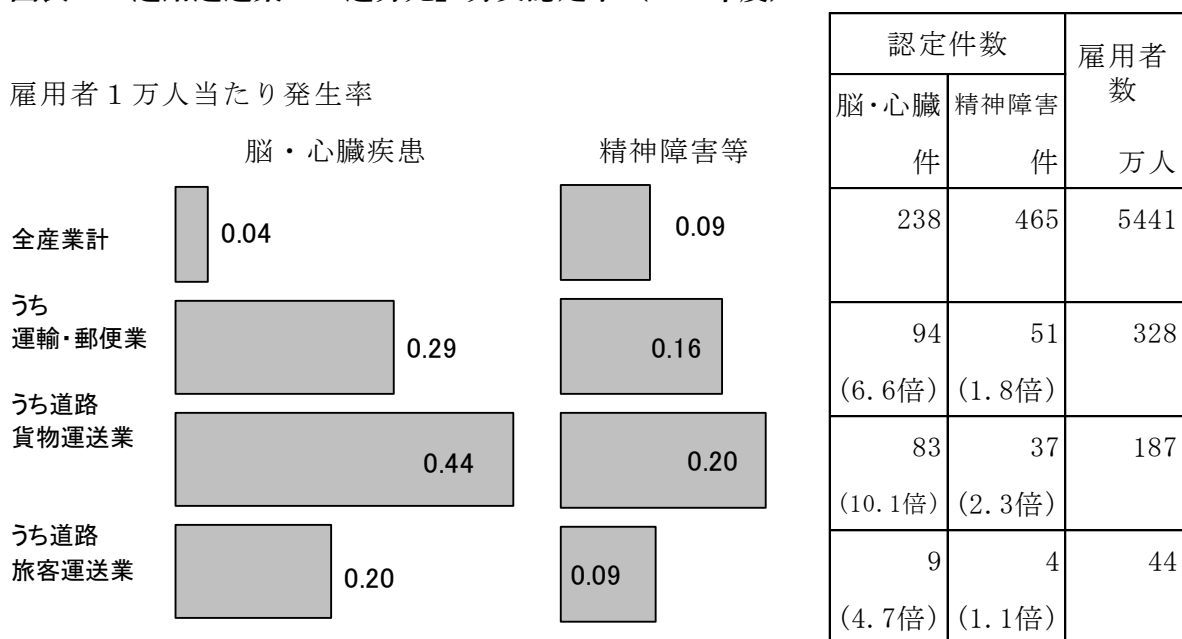 雇用者１万人当たり発生率
脳・心臓疾患 精神障害等
全産業計 0.04 0.09
うち
運輸・郵便業 0.29 0.16
うち道路
貨物運送業 0.44 0.20
うち道路
旅客運送業 0.20 0.09
認定件数 雇用者
数
脳・心臓 精神障害
件 件 万人
238 465 5441
94 51 328
(6.6倍) (1.8倍)
83 37 187
(10.1倍) (2.3倍)
9 4 44
(4.7倍) (1.1倍)